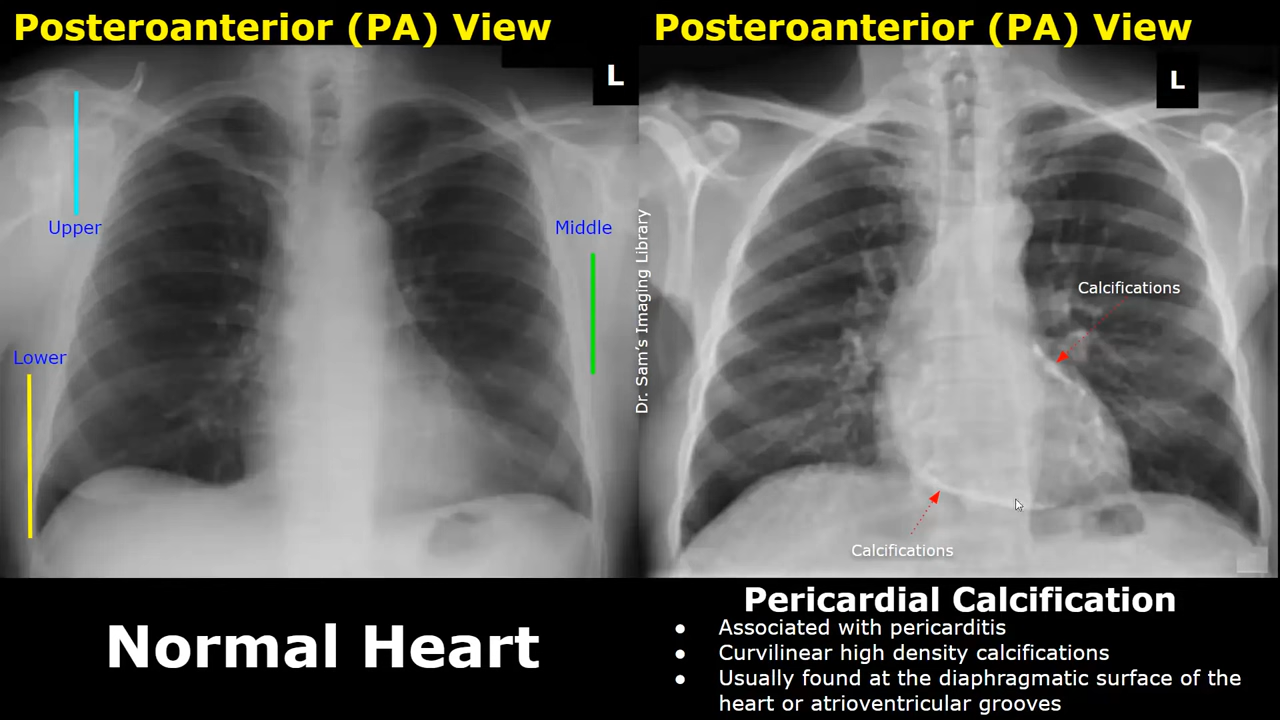 Posteroanterior (PA) View
L
Upper
Middle
Lower
Normal Heart
Dr. Sam's Imaging Library
Posteroanterior (PA) View
L
Calcifications
Calcifications
Pericardial Calcification
• Associated with pericarditis
• Curvilinear high density calcifications
• Usually found at the diaphragmatic surface of the
heart or atrioventricular grooves